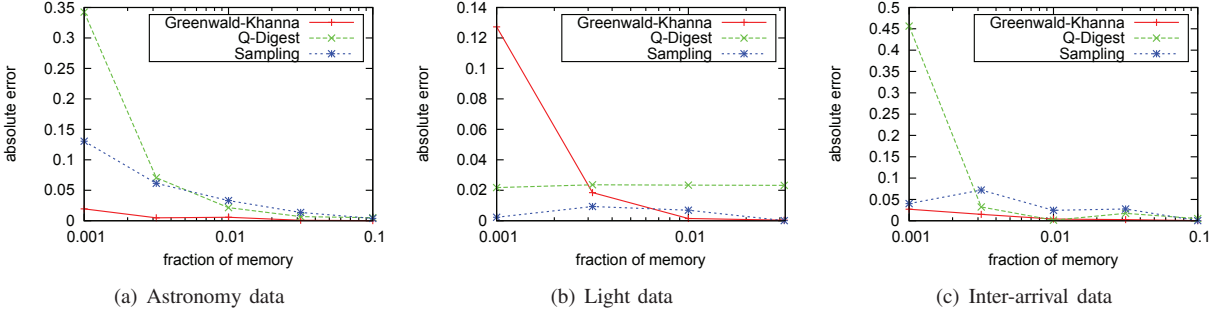 0.35
0.3
0.25
0.2
0.15
0.1
0.05
0
absolute error
0.001
0.01
0.1
fraction of memory
Greenwald-Khanna
Q-Digest
Sampling
(a) Astronomy data
0.14
0.12
0.1
0.08
0.06
0.04
0.02
0
absolute error
0.001
0.01
fraction of memory
Greenwald-Khanna
Q-Digest
Sampling
(b) Light data
0.5
0.45
0.4
0.35
0.3
0.25
0.2
0.15
0.1
0.05
0
absolute error
0.001
0.01
0.1
fraction of memory
Greenwald-Khanna
Q-Digest
Sampling
(c) Inter-arrival data